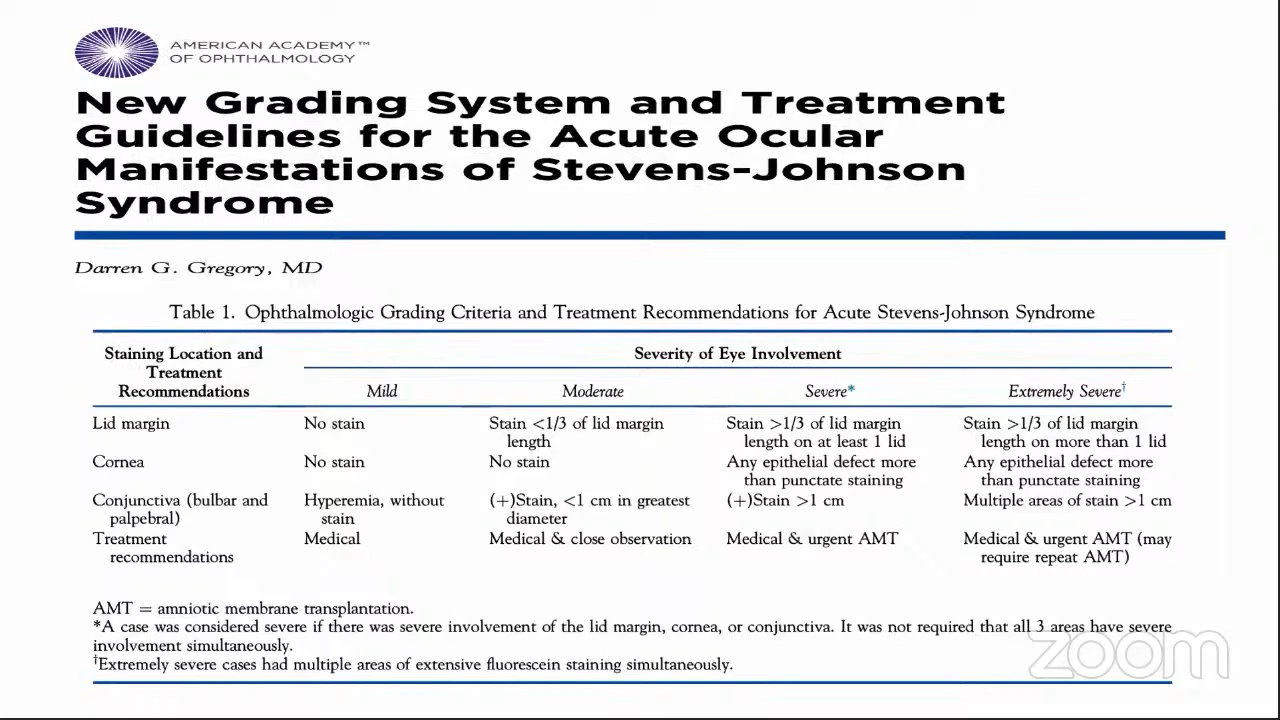 AMERICAN ACADEMY™
OF OPHTHALMOLOGY
New Grading System and Treatment
Guidelines for the Acute Ocular
Manifestations of Stevens-Johnson
Syndrome
Darren G. Gregory, MD
Table 1. Ophthalmologic Grading Criteria and Treatment Recommendations for Acute Stevens-Johnson Syndrome
Staining Location and
Treatment
Recommendations
Severity of Eye Involvement
Mild
Moderate
Severe*
Extremely Severe†
Lid margin
No stain
Stain <1/3 of lid margin
length
Stain >1/3 of lid margin
length on at least 1 lid
Stain >1/3 of lid margin
length on more than 1 lid
Cornea
No stain
No stain
Any epithelial defect more
than punctate staining
Any epithelial defect more
than punctate staining
Conjunctiva (bulbar and
palpebral)
Hyperemia, without
stain
(+)Stain, <1 cm in greatest
diameter
(+)Stain >1 cm
Multiple areas of stain >1 cm
Treatment
recommendations
Medical
Medical & close observation
Medical & urgent AMT
Medical & urgent AMT (may
require repeat AMT)
AMT = amniotic membrane transplantation.
*A case was considered severe if there was severe involvement of the lid margin, cornea, or conjunctiva. It was not required that all 3 areas have severe
involvement simultaneously.
†Extremely severe cases had multiple areas of extensive fluorescein staining simultaneously.
zoom